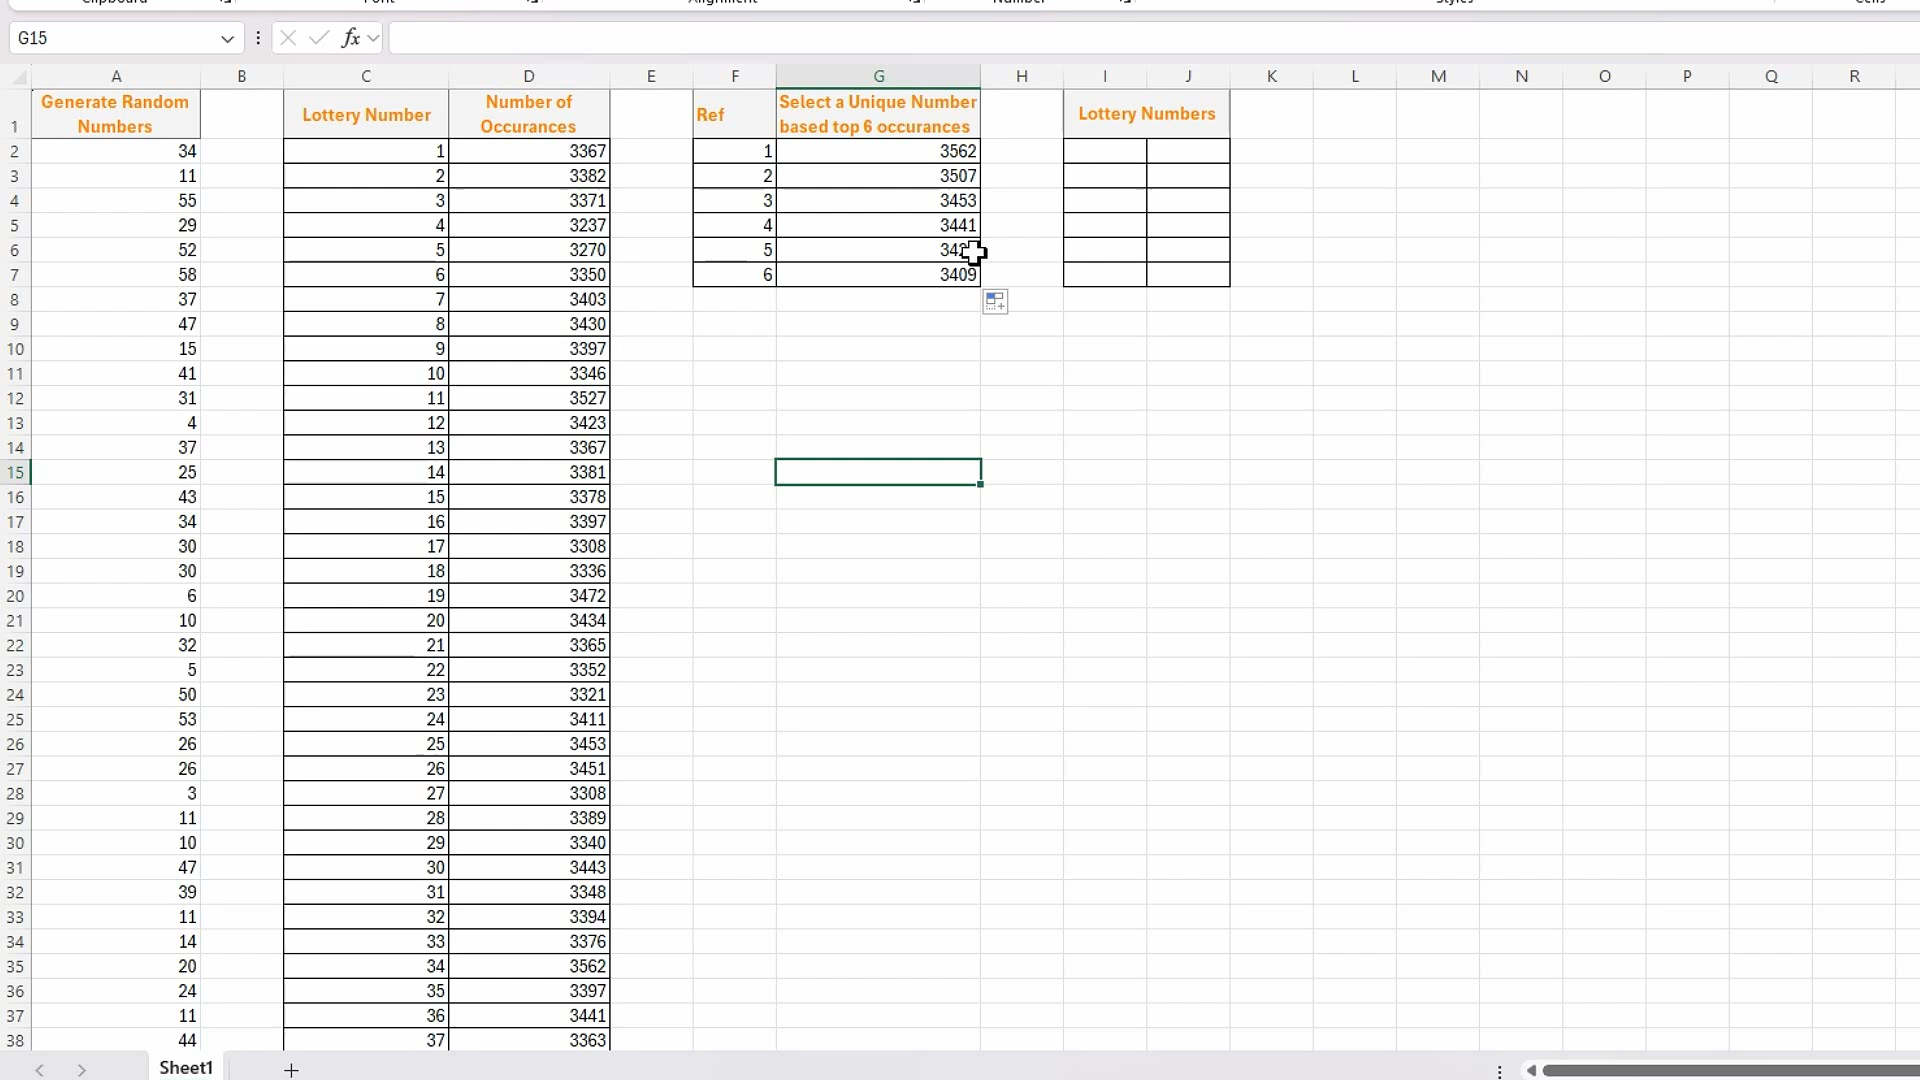 Clipboard Font Alignment Number Styles Cells
G15 fx
A B C D E F G H I J K L M N O P Q R
Generate Random Numbers Lottery Number Number of Occurances Ref Select a Unique Number based top 6 occurances Lottery Numbers
1
2 34 1 3367 1 3562
3 11 2 3382 2 3507
4 55 3 3371 3 3453
5 29 4 3237 4 3441
6 52 5 3270 5
7 58 6 3350 6 3409
8 37 7 3403
9 47 8 3430
10 15 9 3397
11 41 10 3346
12 31 11 3527
13 4 12 3423
14 37 13 3367
15 25 14 3381
16 43 15 3378
17 34 16 3397
18 30 17 3308
19 30 18 3336
20 6 19 3472
21 10 20 3434
22 32 21 3365
23 5 22 3352
24 50 23 3321
25 53 24 3411
26 26 25 3453
27 26 26 3451
28 3 27 3308
29 11 28 3389
30 10 29 3340
31 47 30 3443
32 39 31 3348
33 11 32 3394
34 14 33 3376
35 20 34 3562
36 24 35 3397
37 11 36 3441
38 44 37 3363
Sheet1